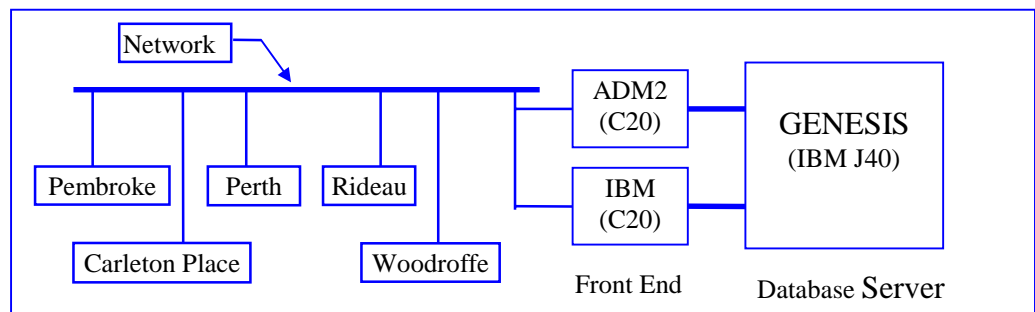 Network
ADM2
(C20)
GENESIS
(IBM J40)
Pembroke
Perth
Rideau
IBM
(C20)
Carleton Place
Woodroffe
Front End
Database Server